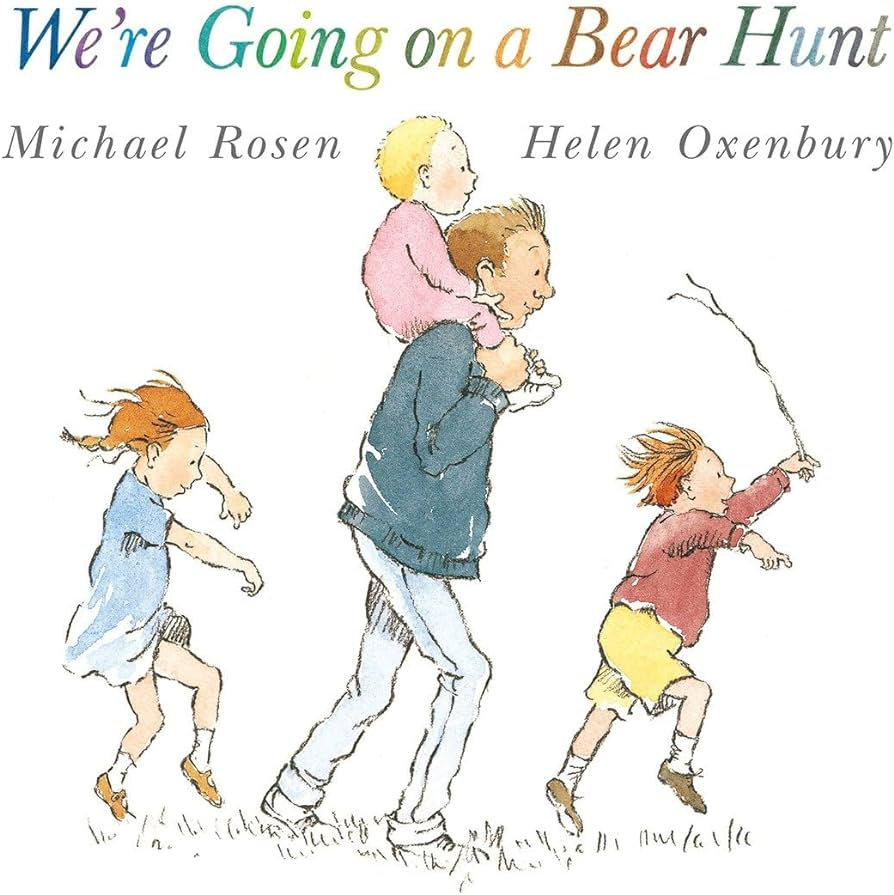 We're Going on a Bear Hunt
Michael Rosen Helen Oxenbury